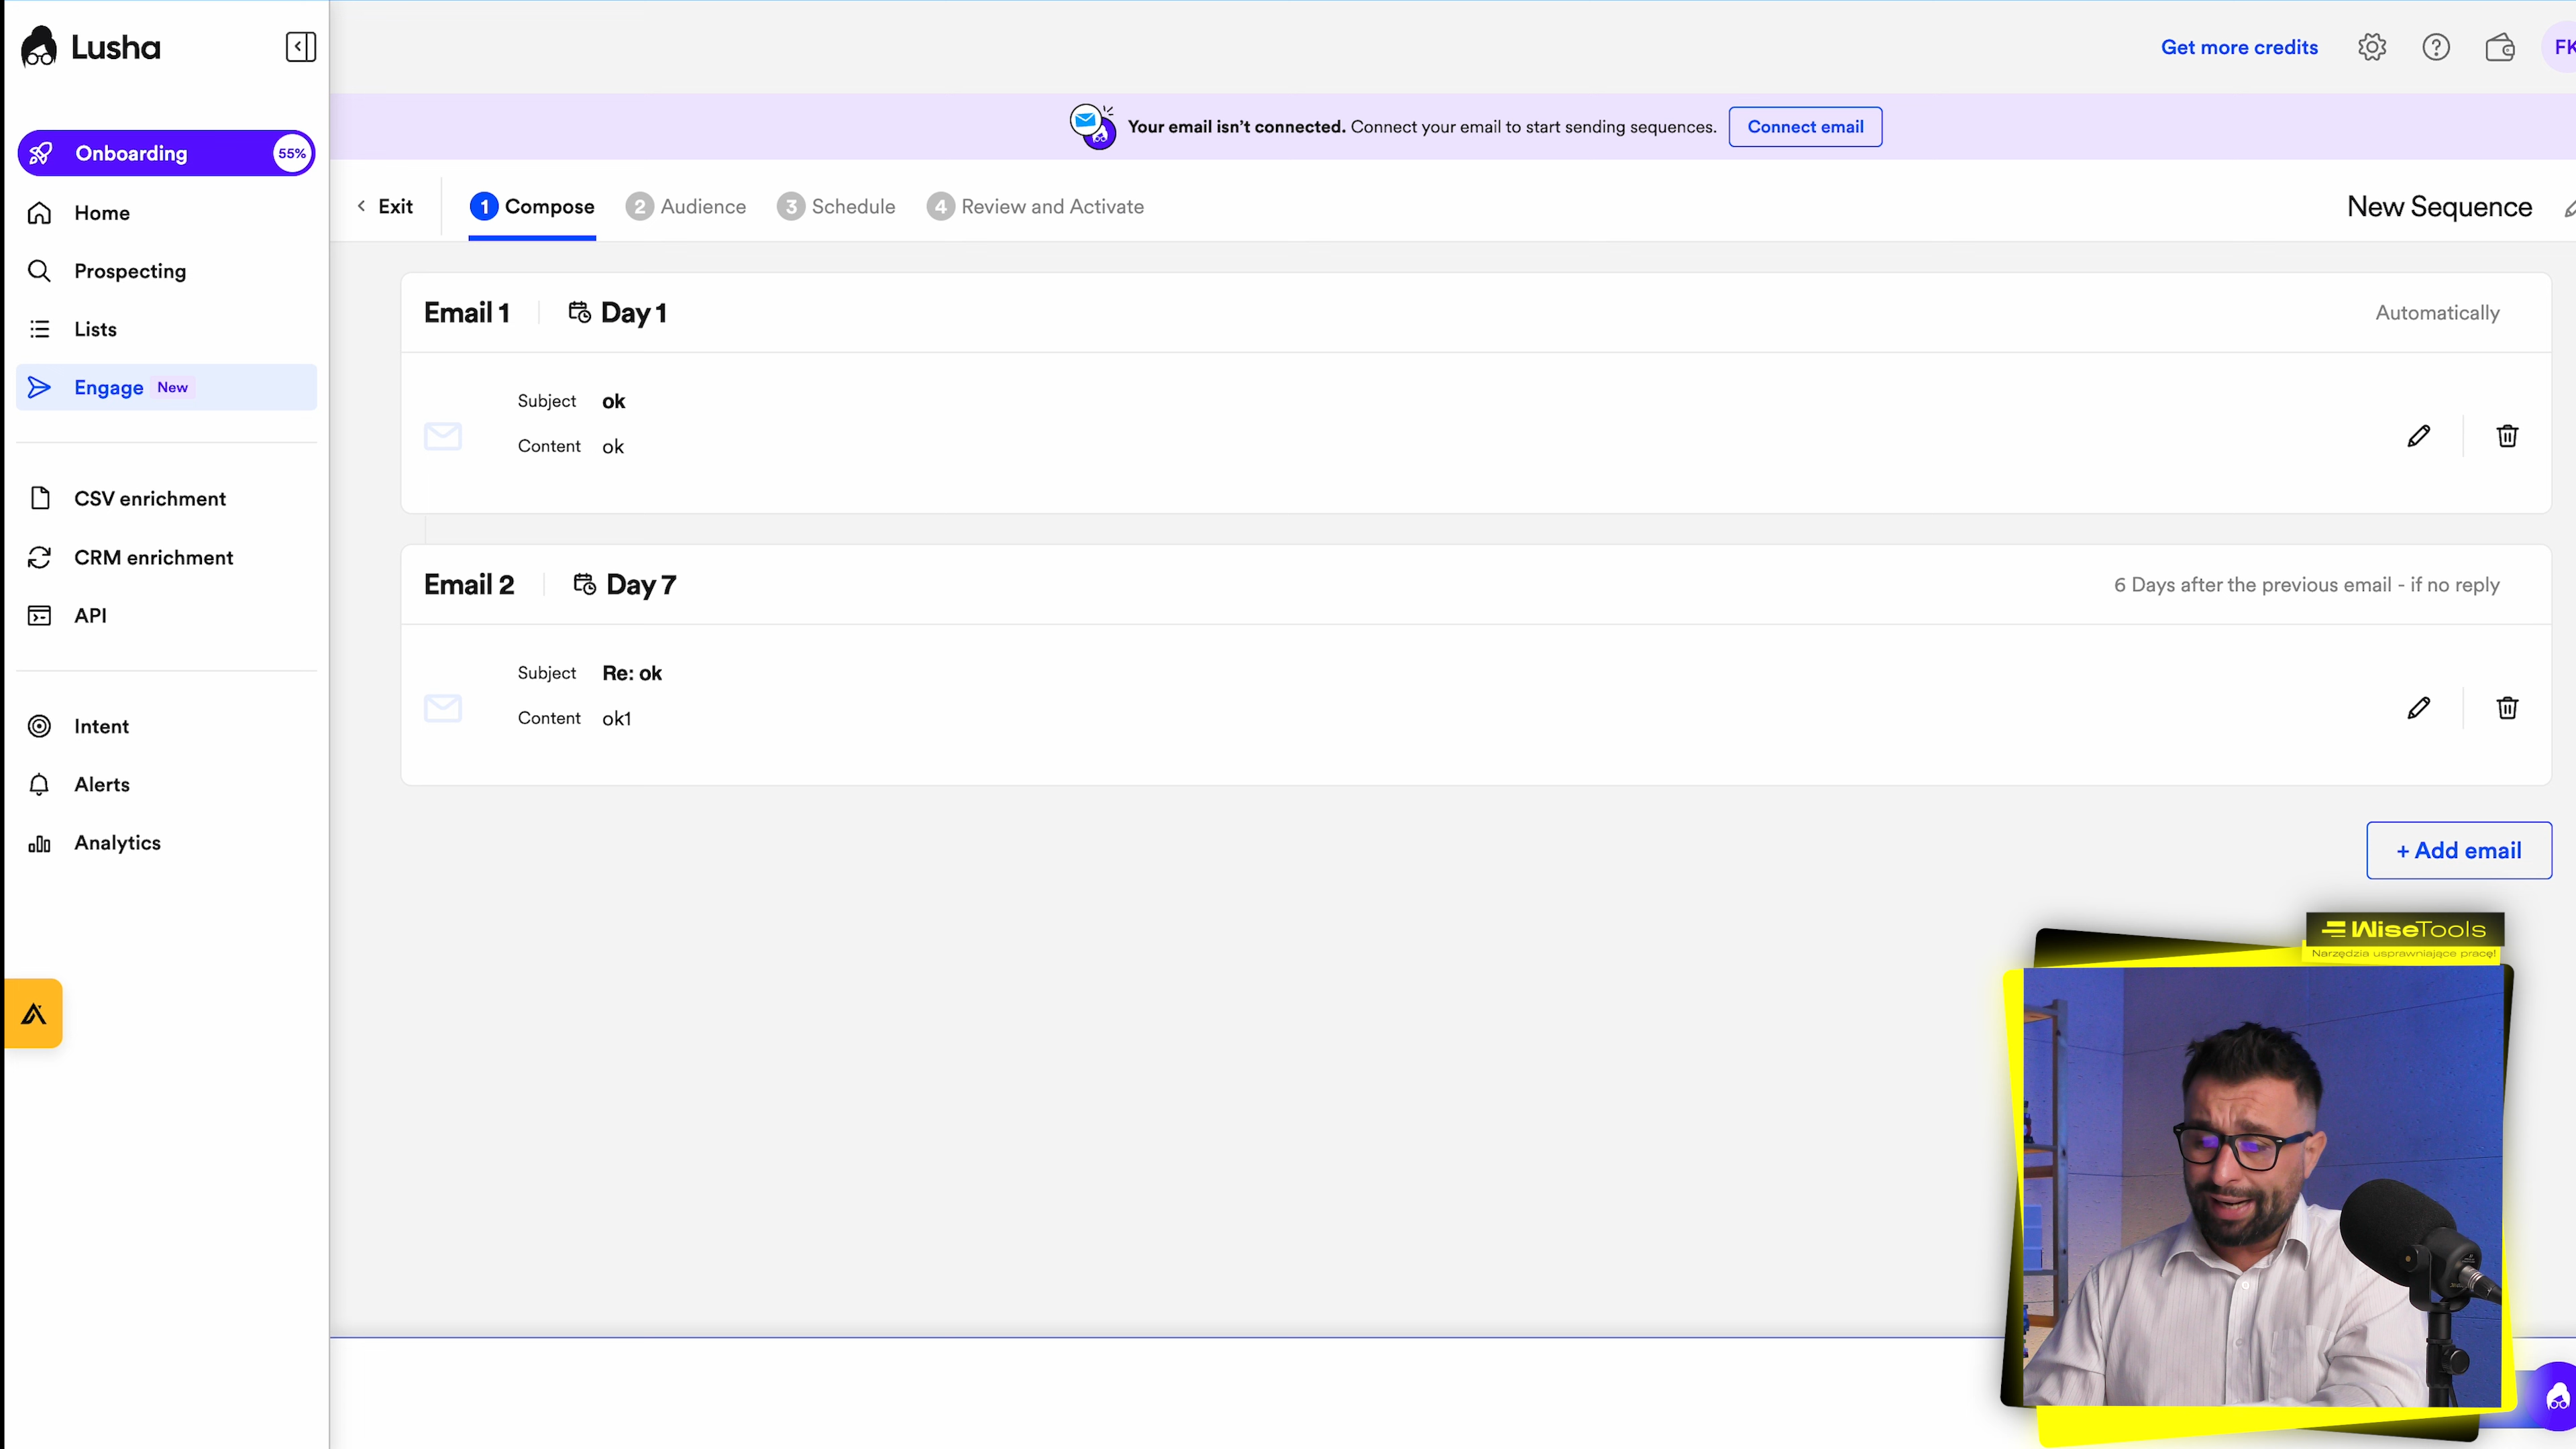 Lusha
Get more credits
FK
Your email isn't connected. Connect your email to start sending sequences.
Connect email
Onboarding
55%
Home
Prospecting
Lists
Engage New
CSV enrichment
CRM enrichment
API
Intent
Alerts
Analytics
Exit
1 Compose
2 Audience
3 Schedule
4 Review and Activate
New Sequence
Email 1
Day 1
Automatically
Subject ok
Content ok
Email 2
Day 7
6 Days after the previous email - if no reply
Subject Re: ok
Content ok1
+ Add email
WiseTools
Narzędzia usprawniające pracę!